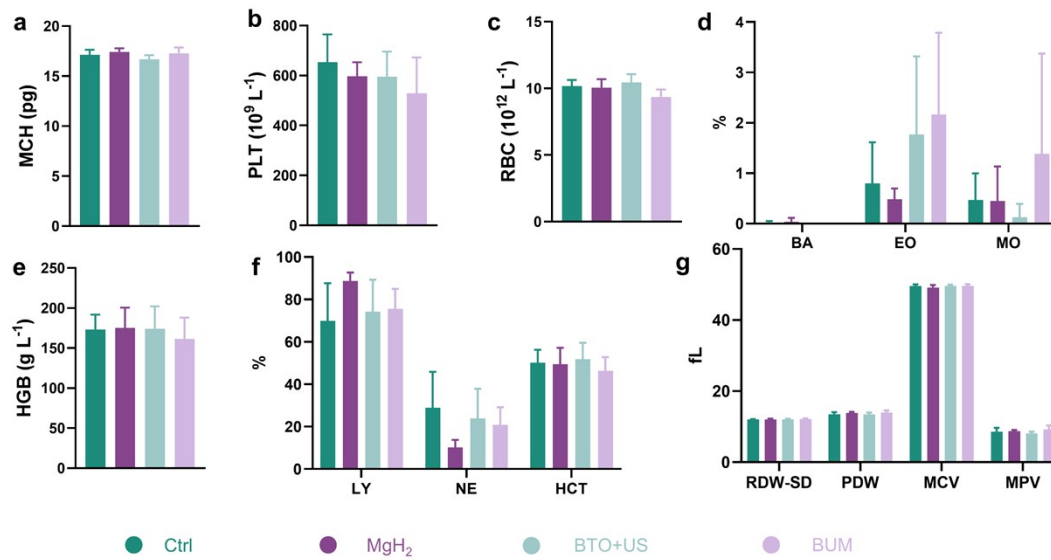 a
MCH (pg)
20
15
10
5
0
b
PLT (10⁹ L⁻¹)
800
600
400
200
0
c
RBC (10¹² L⁻¹)
15
10
5
0
d
%
4
3
2
1
0
BA EO MO
e
HGB (g L⁻¹)
250
200
150
100
50
0
f
%
100
80
60
40
20
0
LY NE HCT
g
fL
60
40
20
0
RDW-SD PDW MCV MPV
Ctrl MgH₂ BTO+US BUM